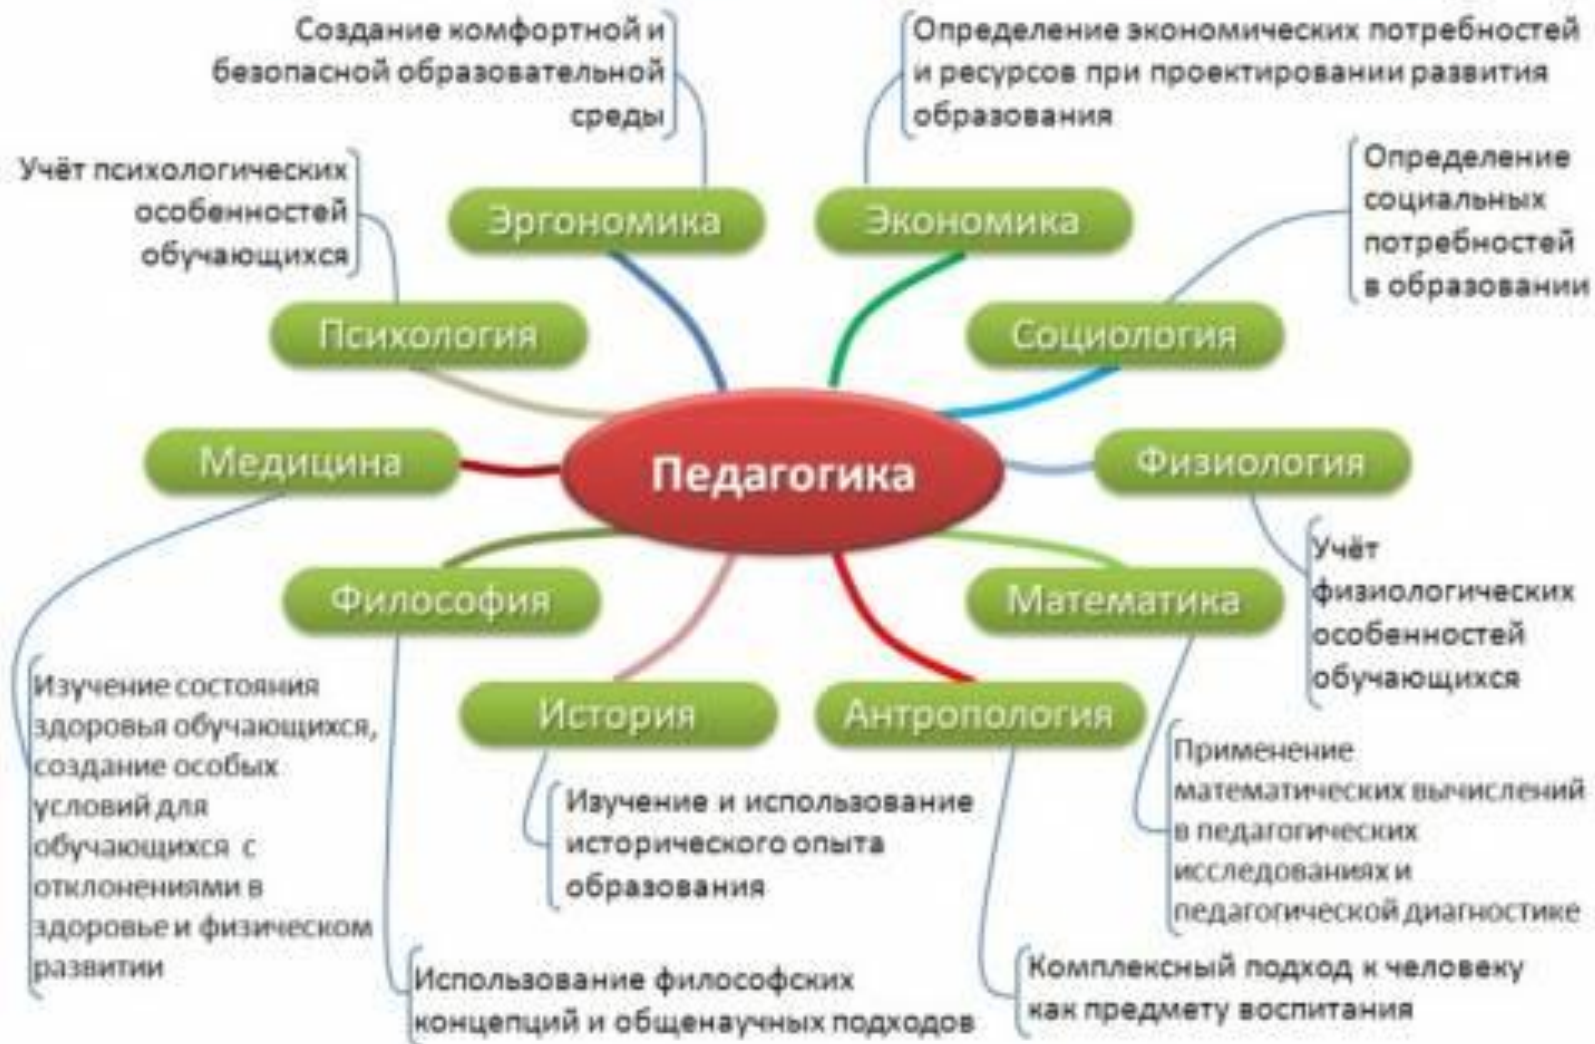 Создание комфортной и
безопасной образовательной
среды
Определение экономических потребностей
и ресурсов при проектировании развития
образования
Учёт психологических
особенностей
обучающихся
Эргономика
Экономика
Определение
социальных
потребностей
в образовании
Психология
Социология
Медицина
Педагогика
Физиология
Учёт
физиологических
особенностей
обучающихся
Философия
Математика
История
Антропология
Изучение состояния
здоровья обучающихся,
создание особых
условий для
обучающихся с
отклонениями в
здоровье и физическом
развитии
Изучение и использование
исторического опыта
образования
Применение
математических вычислений
в педагогических
исследованиях и
педагогической диагностике
Использование философских
концепций и общенаучных подходов
Комплексный подход к человеку
как предмету воспитания